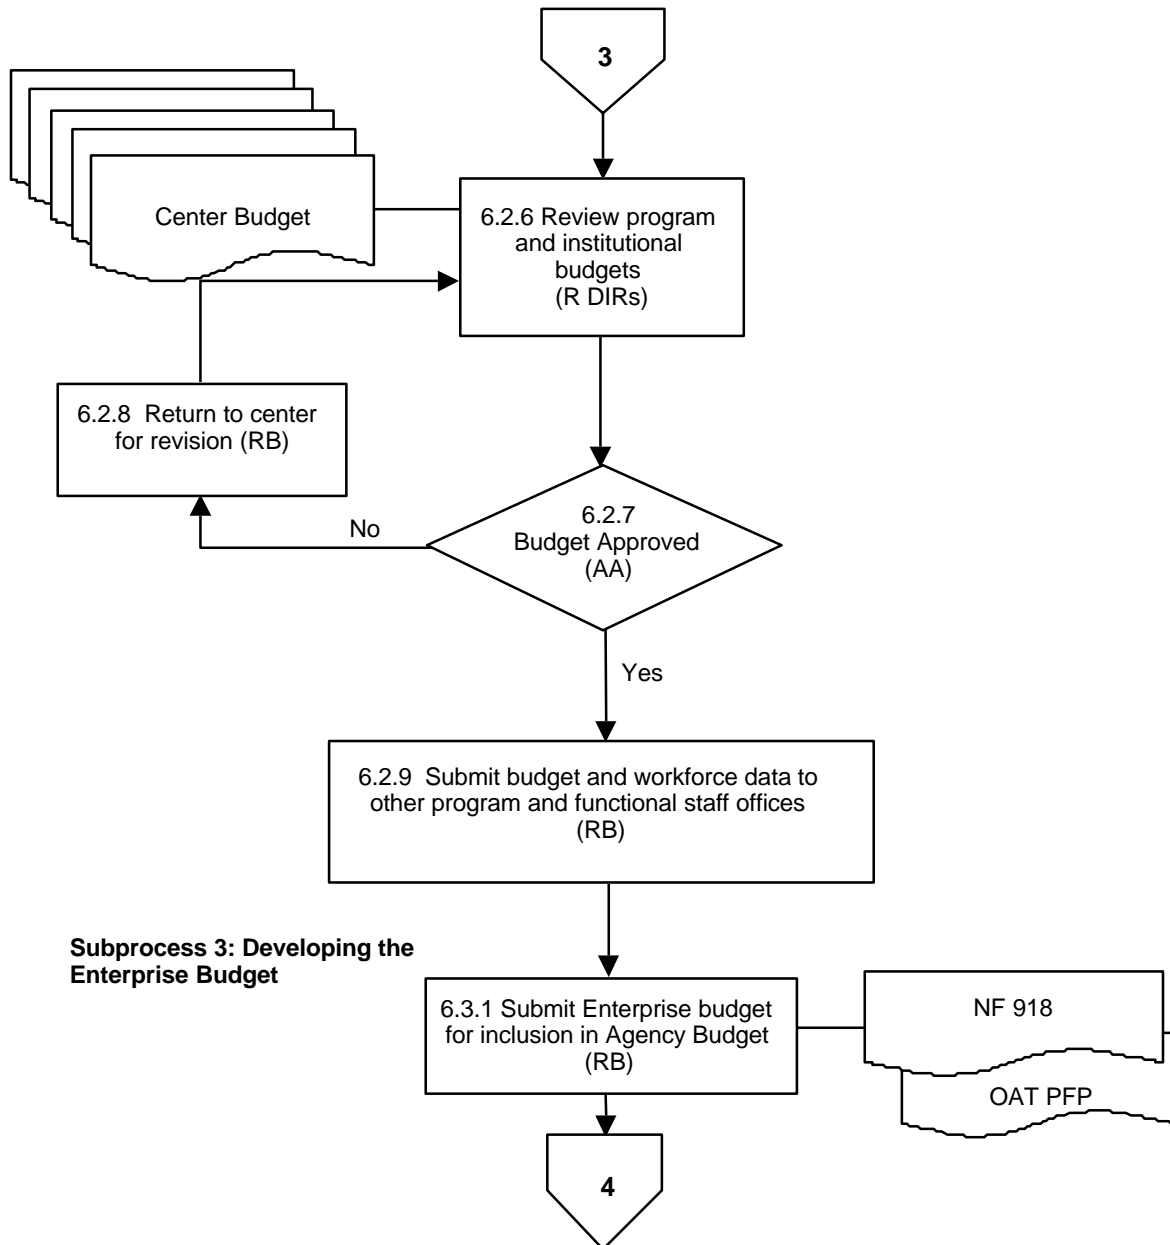 3
Center Budget
6.2.6 Review program
and institutional
budgets
(R DIRs)
6.2.8  Return to center
for revision (RB)
No
6.2.7
Budget Approved
(AA)
Yes
6.2.9  Submit budget and workforce data to
other program and functional staff offices
(RB)
Subprocess 3: Developing the
Enterprise Budget
6.3.1 Submit Enterprise budget
for inclusion in Agency Budget
(RB)
NF 918
OAT PFP
4